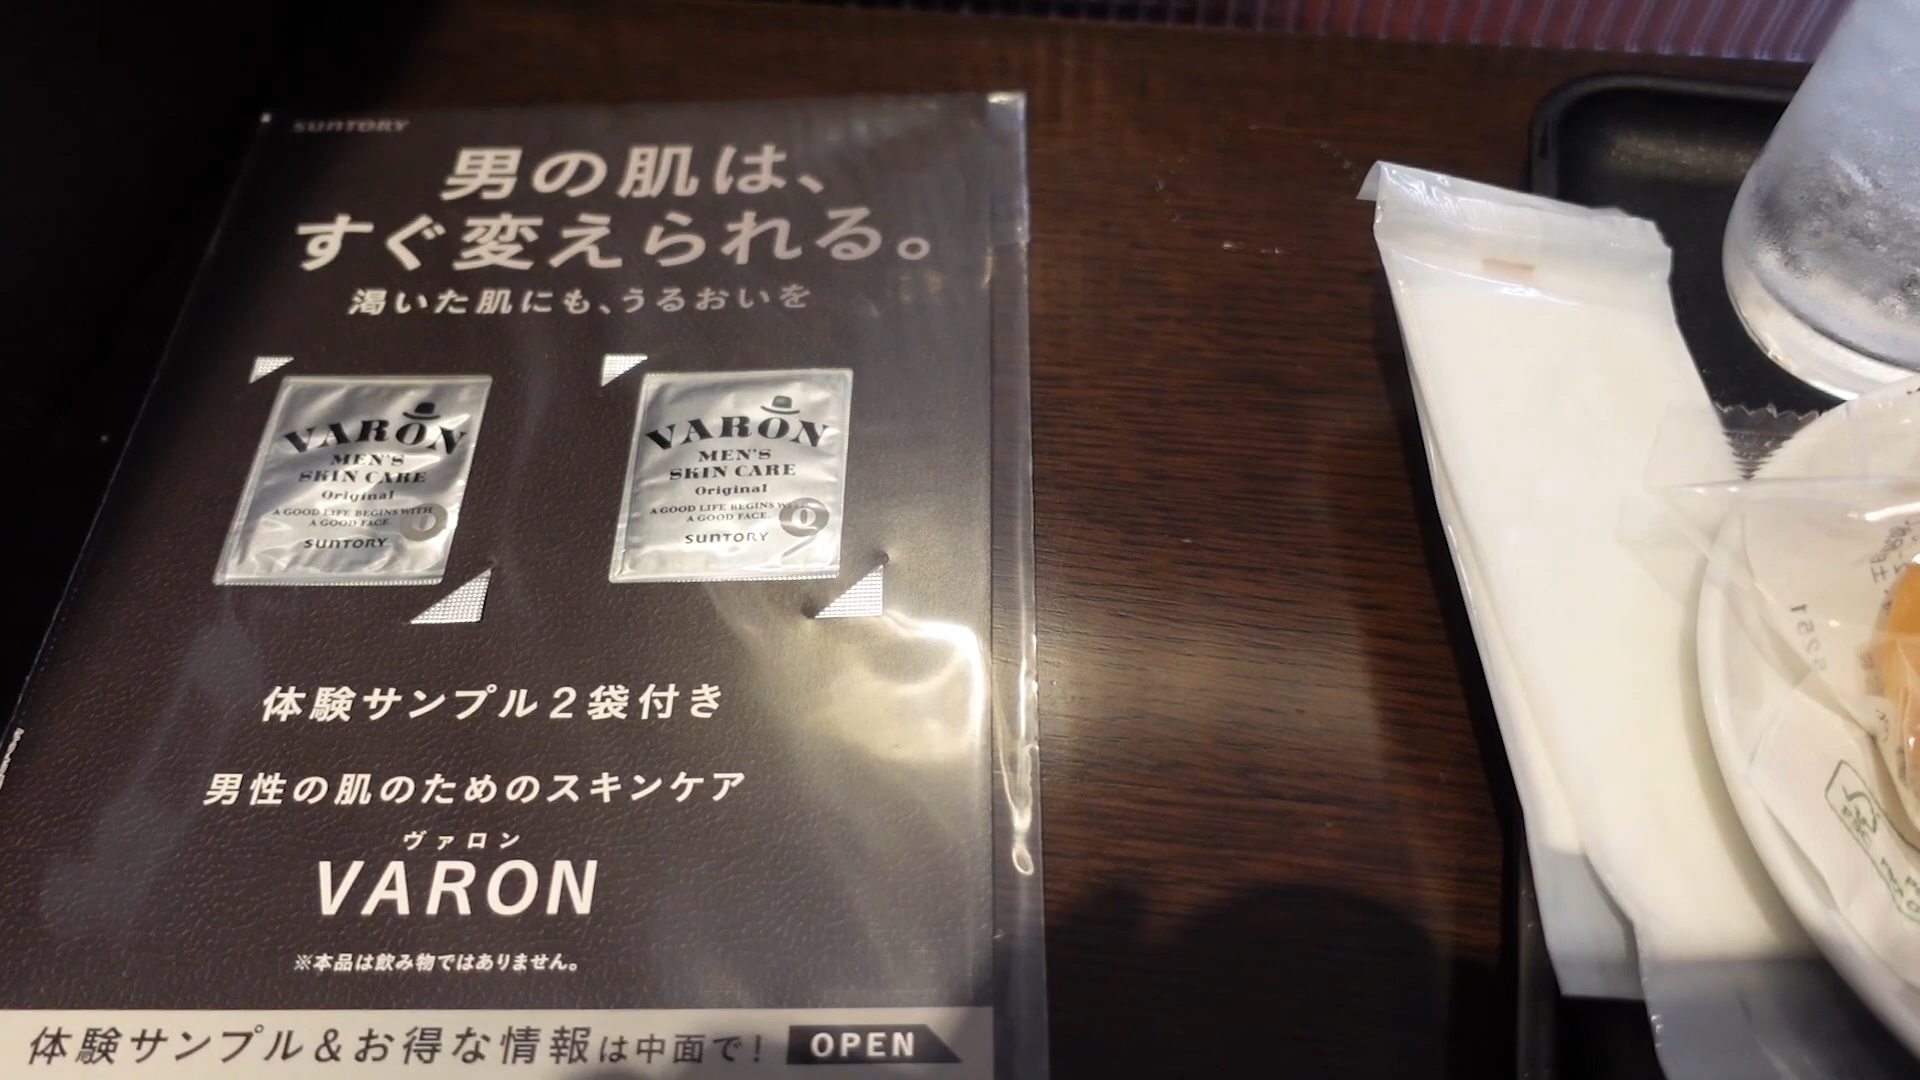 SUNTORY
男の肌は、
すぐ変えられる。
渇いた肌にも、うるおいを
VARON
MEN'S
SKIN CARE
Original
A GOOD LIFE BEGINS WITH
A GOOD FACE.
SUNTORY
VARON
MEN'S
SKIN CARE
Original
A GOOD LIFE BEGINS
A GOOD FACE.
SUNTORY
体験サンプル2袋付き
男性の肌のためのスキンケア
ヴァロン
VARON
※本品は飲み物ではありません。
体験サンプル&お得な情報は中面で! OPEN